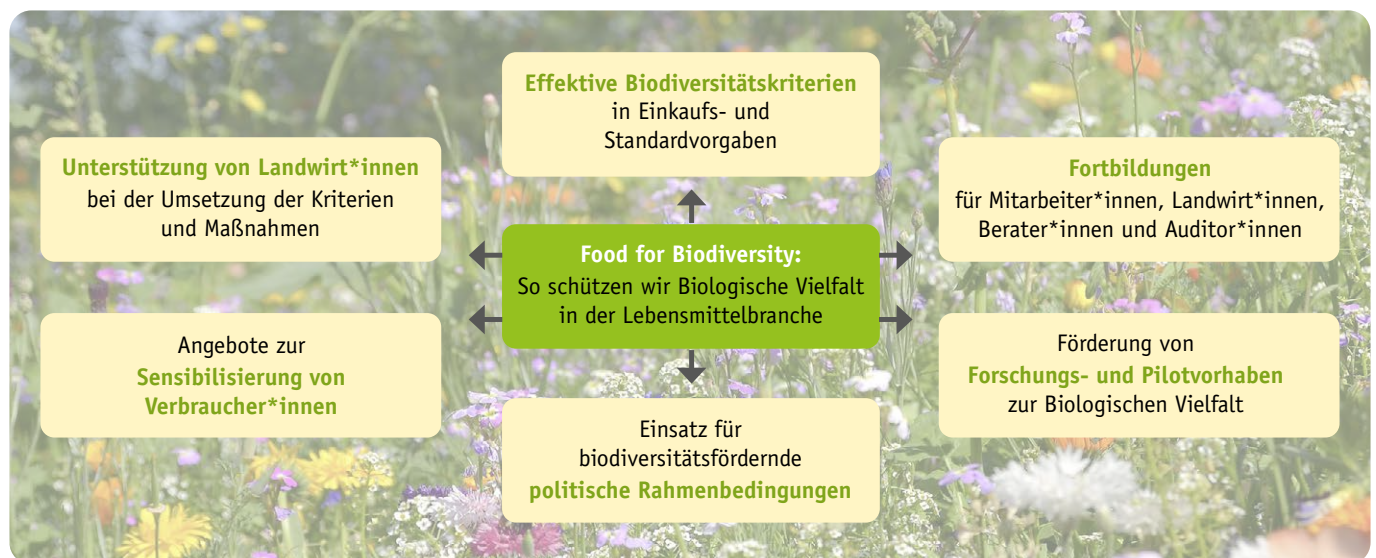 Effektive Biodiversitätskriterien
in Einkaufs- und
Standardvorgaben
Unterstützung von Landwirt*innen
bei der Umsetzung der Kriterien
und Maßnahmen
Fortbildungen
für Mitarbeiter*innen, Landwirt*innen,
Berater*innen und Auditor*innen
Food for Biodiversity:
So schützen wir Biologische Vielfalt
in der Lebensmittelbranche
Angebote zur
Sensibilisierung von
Verbraucher*innen
Förderung von
Forschungs- und Pilotvorhaben
zur Biologischen Vielfalt
Einsatz für
biodiversitätsfördernde
politische Rahmenbedingungen